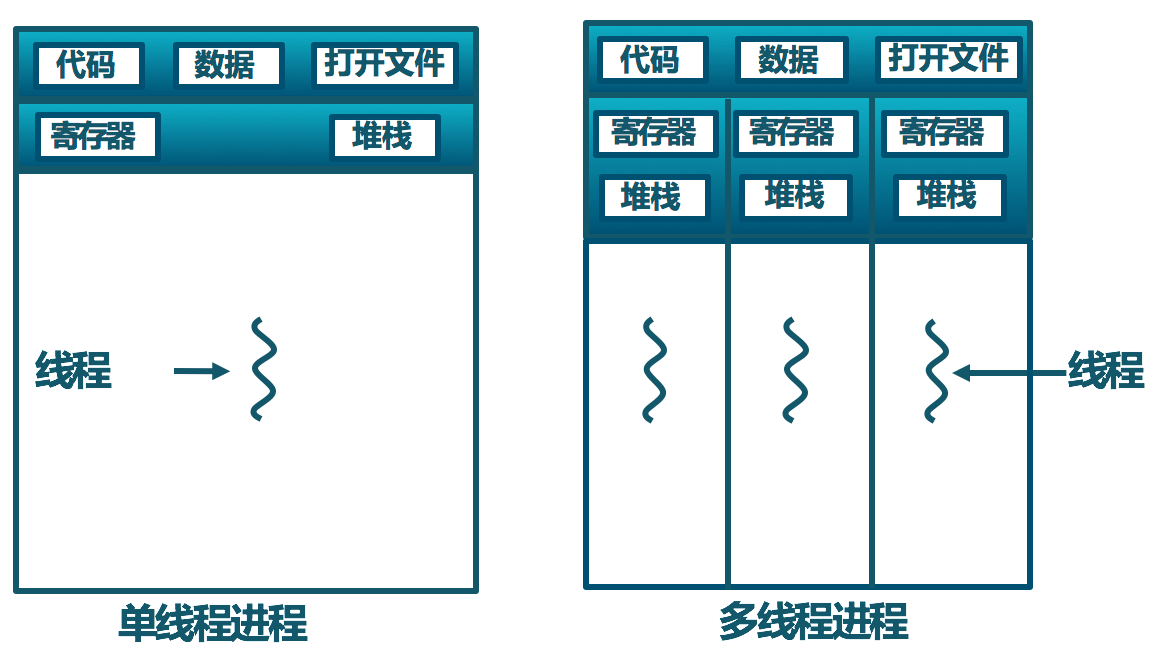 代码 数据 打开文件
寄存器 堆栈
线程
单线程进程
代码 数据 打开文件
寄存器 寄存器 寄存器
堆栈 堆栈 堆栈
线程
多线程进程